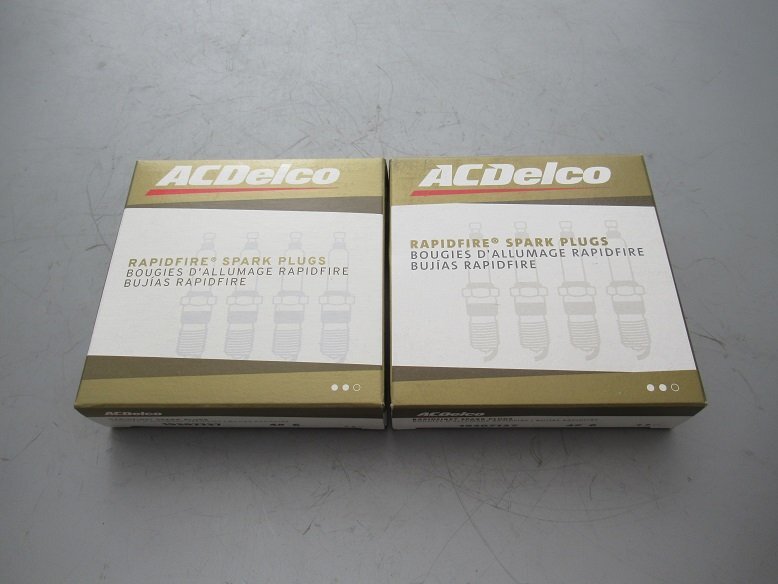 ACDelco
RAPIDFIRE® SPARK PLUGS
BOUGIES D'ALLUMAGE RAPIDFIRE
BUJÍAS RAPIDFIRE
ACDelco
ACDelco
RAPIDFIRE® SPARK PLUGS
BOUGIES D'ALLUMAGE RAPIDFIRE
BUJÍAS RAPIDFIRE
ACDelco